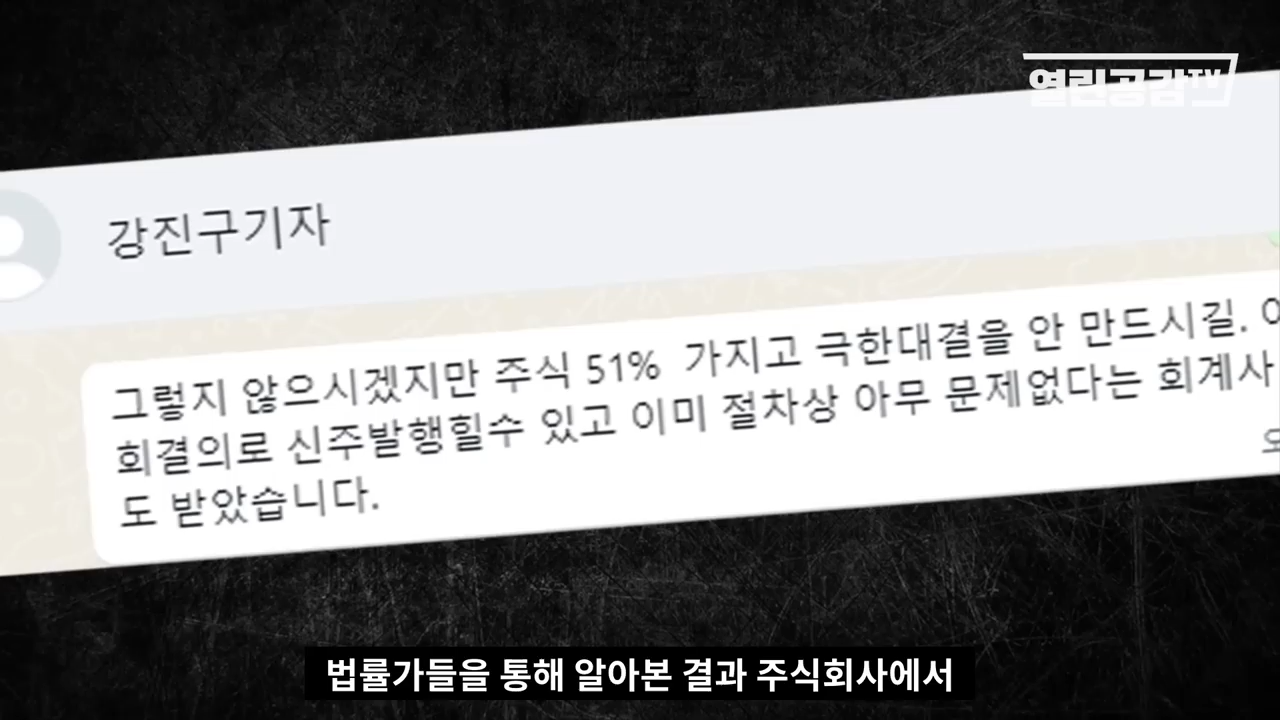 열린공감TV
강진구기자
그렇지 않으시겠지만 주식 51% 가지고 극한대결을 안 만드시길.
회결의로 신주발행힐수 있고 이미 절차상 아무 문제없다는 회계사
도 받았습니다.
법률가들을 통해 알아본 결과 주식회사에서